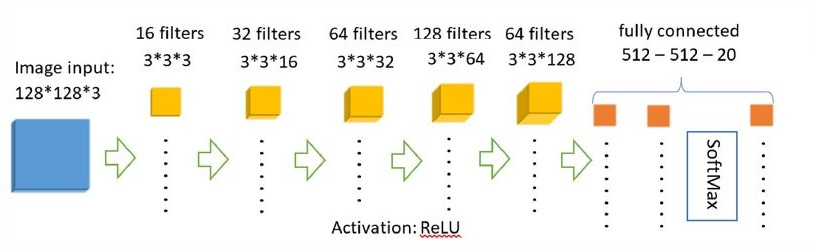 16 filters
3*3*3
32 filters
3*3*16
64 filters
3*3*32
128 filters
3*3*64
64 filters
3*3*128
fully connected
512 – 512 – 20
Image input:
128*128*3
SoftMax
Activation: ReLU